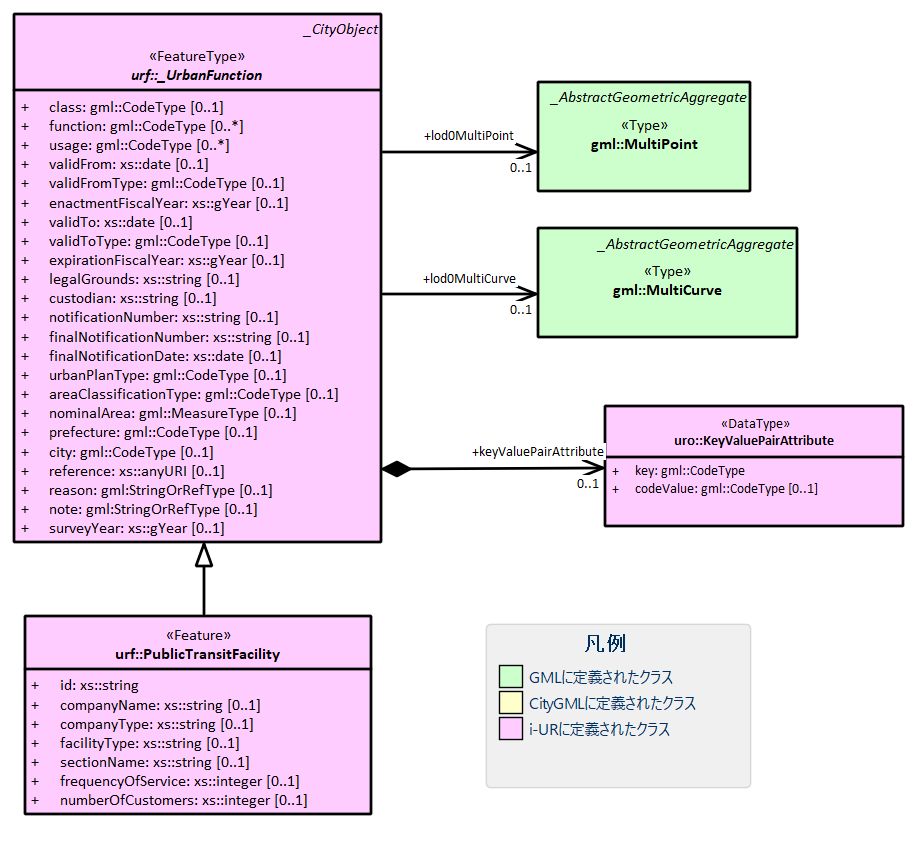 _CityObject
«FeatureType»
urf::_UrbanFunction
+ class: gml::CodeType [0..1]
+ function: gml::CodeType [0..*]
+ usage: gml::CodeType [0..*]
+ validFrom: xs::date [0..1]
+ validFromType: gml::CodeType [0..1]
+ enactmentFiscalYear: xs::gYear [0..1]
+ validTo: xs::date [0..1]
+ validToType: gml::CodeType [0..1]
+ expirationFiscalYear: xs::gYear [0..1]
+ legalGrounds: xs::string [0..1]
+ custodian: xs::string [0..1]
+ notificationNumber: xs::string [0..1]
+ finalNotificationNumber: xs::string [0..1]
+ finalNotificationDate: xs::date [0..1]
+ urbanPlanType: gml::CodeType [0..1]
+ areaClassificationType: gml::CodeType [0..1]
+ nominalArea: gml::MeasureType [0..1]
+ prefecture: gml::CodeType [0..1]
+ city: gml::CodeType [0..1]
+ reference: xs::anyURI [0..1]
+ reason: gml:StringOrRefType [0..1]
+ note: gml:StringOrRefType [0..1]
+ surveyYear: xs::gYear [0..1]
+lod0MultiPoint
0..1
_AbstractGeometricAggregate
«Type»
gml::MultiPoint
+lod0MultiCurve
0..1
_AbstractGeometricAggregate
«Type»
gml::MultiCurve
+keyValuePairAttribute
0..1
«DataType»
uro::KeyValuePairAttribute
+ key: gml::CodeType
+ codeValue: gml::CodeType [0..1]
«Feature»
urf::PublicTransitFacility
+ id: xs::string
+ companyName: xs::string [0..1]
+ companyType: xs::string [0..1]
+ facilityType: xs::string [0..1]
+ sectionName: xs::string [0..1]
+ frequencyOfService: xs::integer [0..1]
+ numberOfCustomers: xs::integer [0..1]
凡例
GMLに定義されたクラス
CityGMLに定義されたクラス
i-URに定義されたクラス